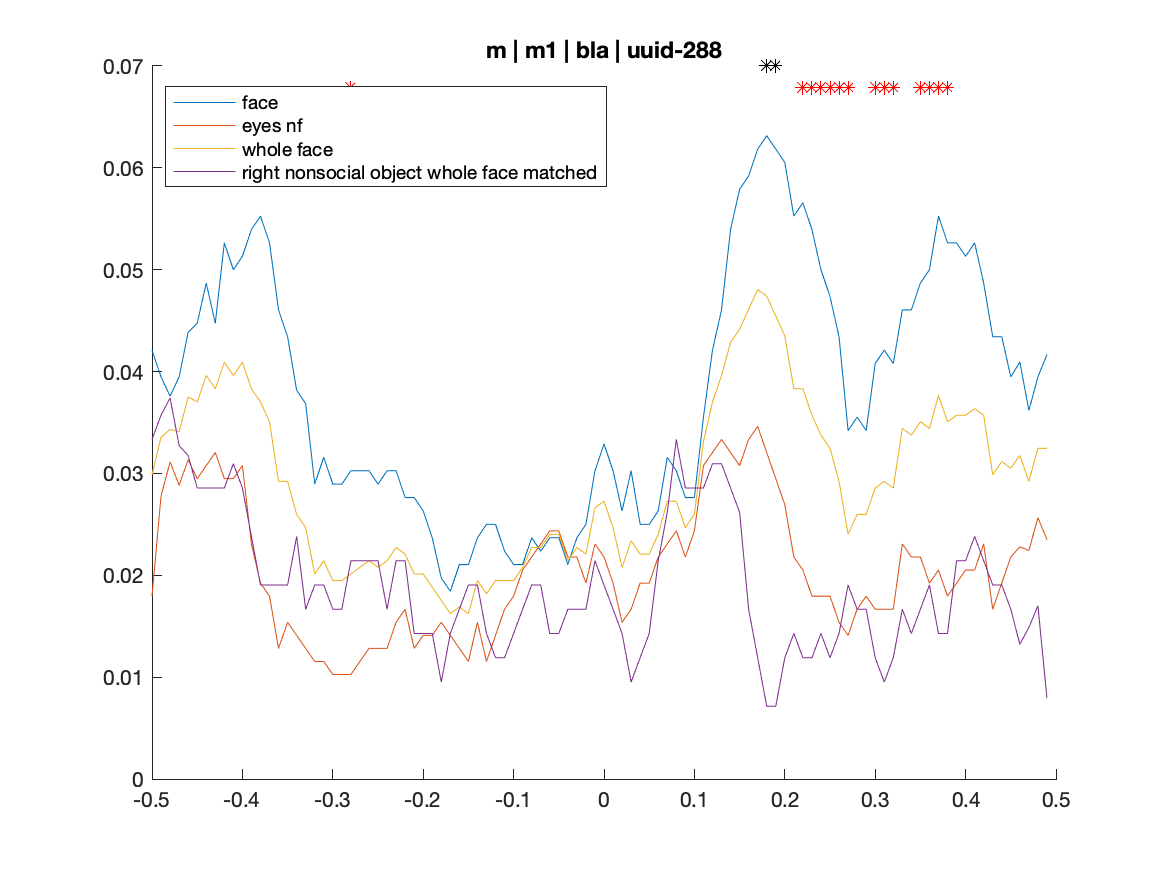 m | m1 | bla | uuid-288
0.07
0.06
0.05
0.04
0.03
0.02
0.01
0
face
eyes nf
whole face
right nonsocial object whole face matched
-0.5 -0.4 -0.3 -0.2 -0.1 0 0.1 0.2 0.3 0.4 0.5